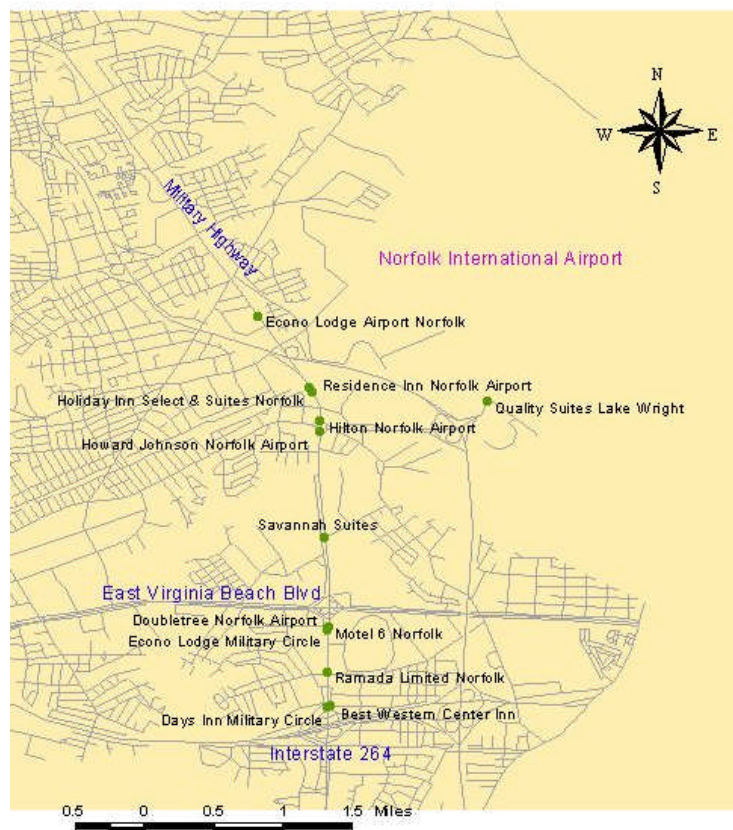 N
W E
S
Military Highway
Norfolk International Airport
Econo Lodge Airport Norfolk
Residence Inn Norfolk Airport
Holiday Inn Select & Suites Norfolk
Quality Suites Lake Wright
Hilton Norfolk Airport
Howard Johnson Norfolk Airport
Savannah Suites
East Virginia Beach Blvd
Doubletree Norfolk Airport
Motel 6 Norfolk
Econo Lodge Military Circle
Ramada Limited Norfolk
Best Western Center Inn
Days Inn Military Circle
Interstate 264
0.5 0 0.5 1 1.5 Miles